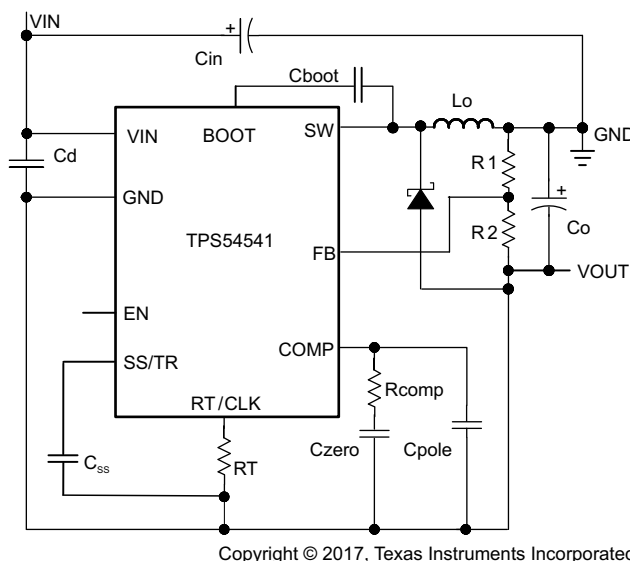 VIN
+
Cin
Cboot
Lo
GND
VIN
BOOT
SW
Cd
R1
GND
+
TPS54541
R2
Co
FB
VOUT
EN
COMP
SS/TR
Rcomp
RT/CLK
Czero
Cpole
Css
RT
Copyright © 2017, Texas Instruments Incorporated